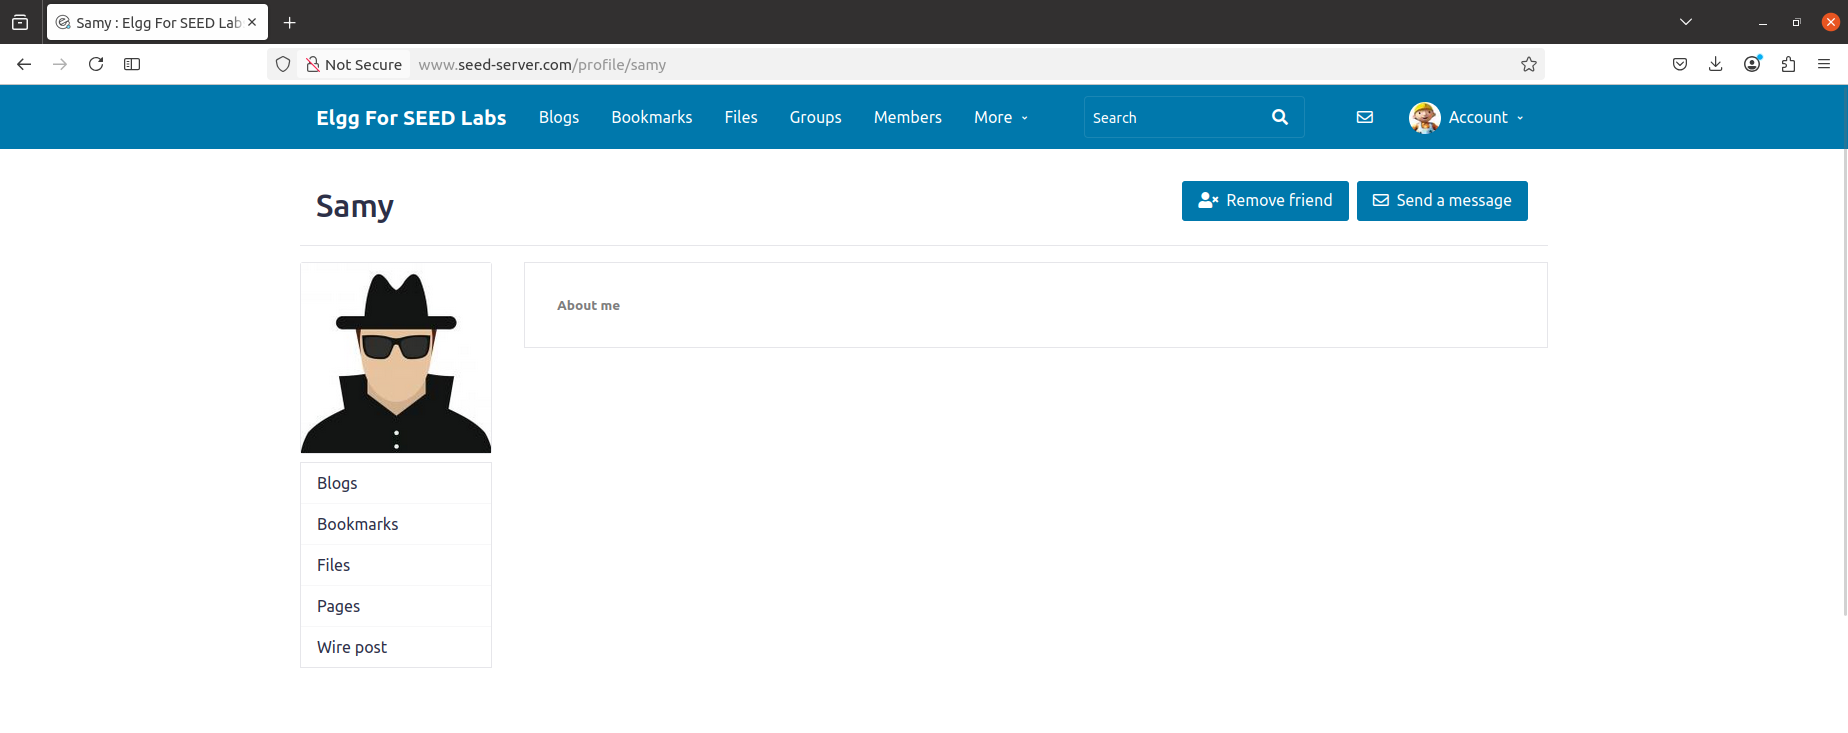 Samy : Elgg For SEED Lab
Not Secure www.seed-server.com/profile/samy
Elgg For SEED Labs Blogs Bookmarks Files Groups Members More Search Account
Samy
Remove friend Send a message
About me
Blogs
Bookmarks
Files
Pages
Wire post